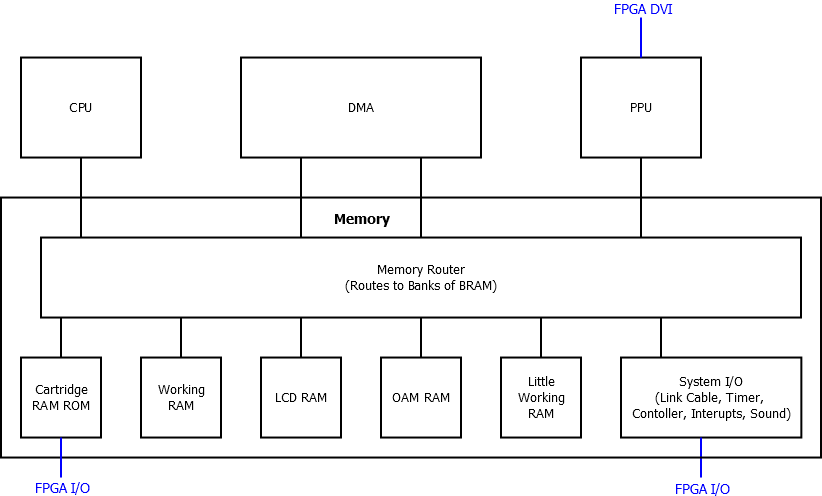 FPGA DVI
CPU
DMA
PPU
Memory
Memory Router
(Routes to Banks of BRAM)
Cartridge
RAM ROM
Working
RAM
LCD RAM
OAM RAM
Little
Working
RAM
System I/O
(Link Cable, Timer,
Contoller, Interupts, Sound)
FPGA I/O
FPGA I/O